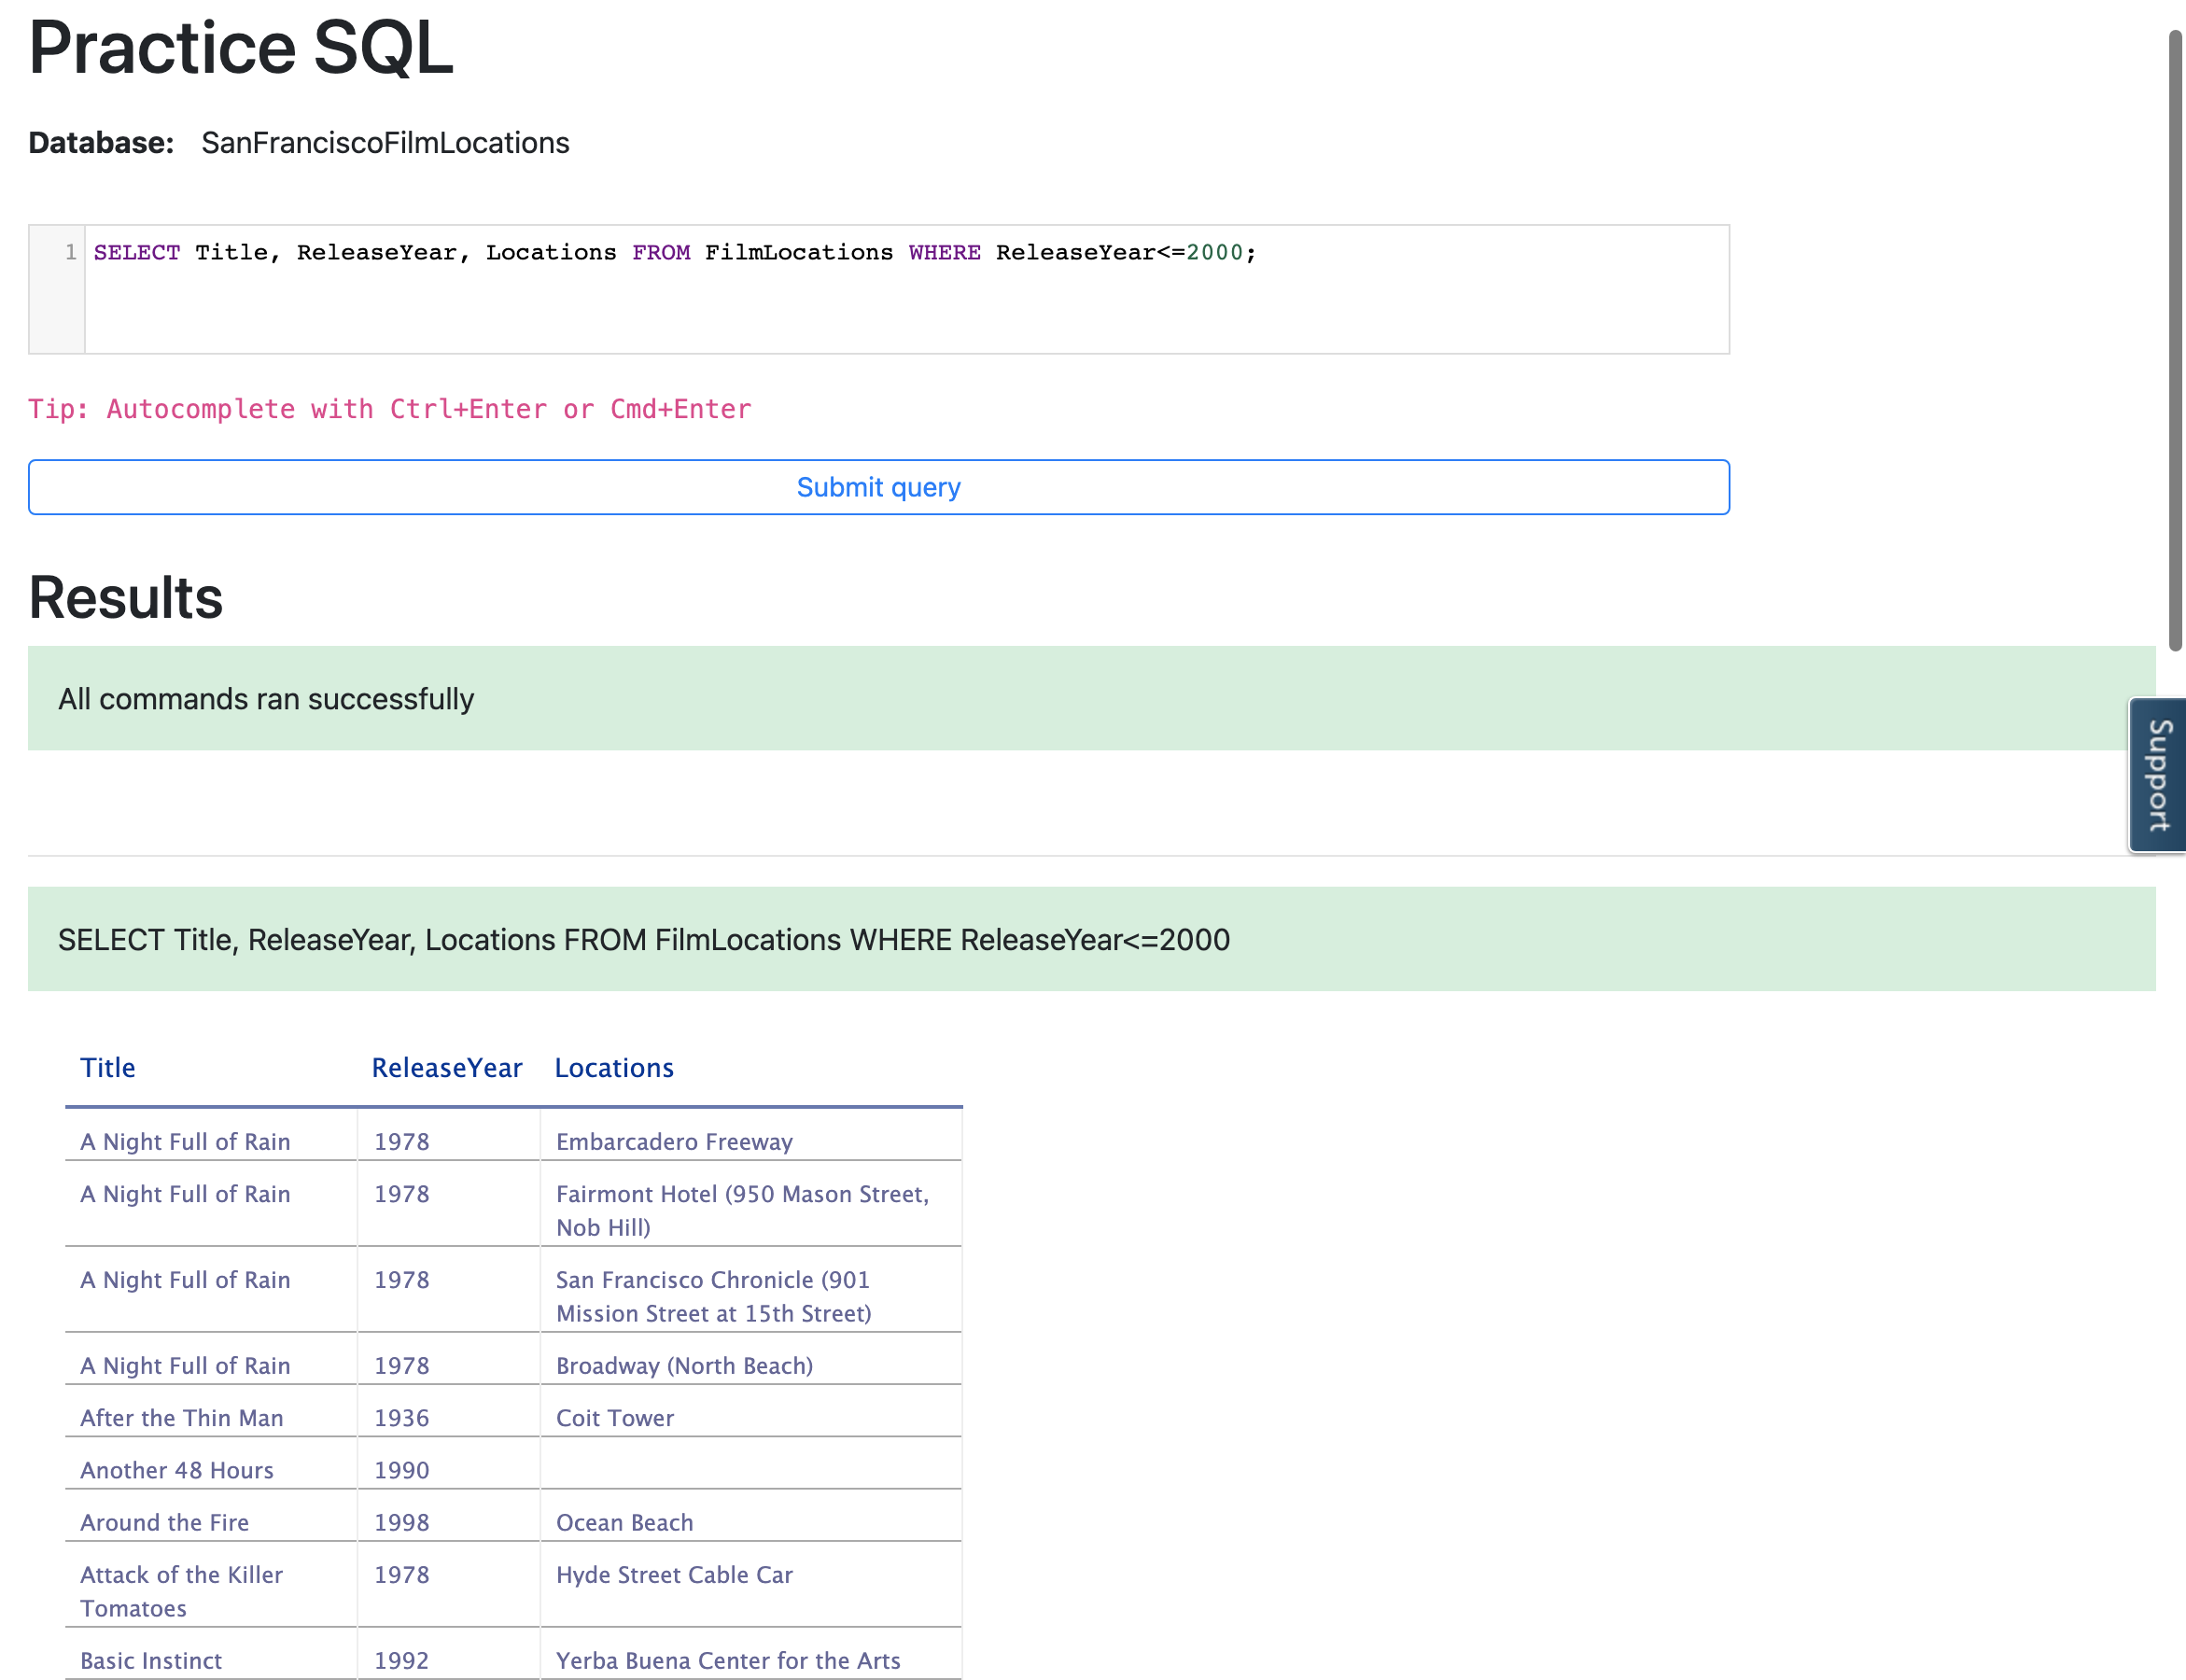 Practice SQL
Database: SanFranciscoFilmLocations
1 SELECT Title, ReleaseYear, Locations FROM FilmLocations WHERE ReleaseYear<=2000;
Tip: Autocomplete with Ctrl+Enter or Cmd+Enter
Submit query
Results
All commands ran successfully
Support
SELECT Title, ReleaseYear, Locations FROM FilmLocations WHERE ReleaseYear<=2000
Title ReleaseYear Locations
A Night Full of Rain 1978 Embarcadero Freeway
A Night Full of Rain 1978 Fairmont Hotel (950 Mason Street,
Nob Hill)
A Night Full of Rain 1978 San Francisco Chronicle (901
Mission Street at 15th Street)
A Night Full of Rain 1978 Broadway (North Beach)
After the Thin Man 1936 Coit Tower
Another 48 Hours 1990
Around the Fire 1998 Ocean Beach
Attack of the Killer 1978 Hyde Street Cable Car
Tomatoes
Basic Instinct 1992 Yerba Buena Center for the Arts